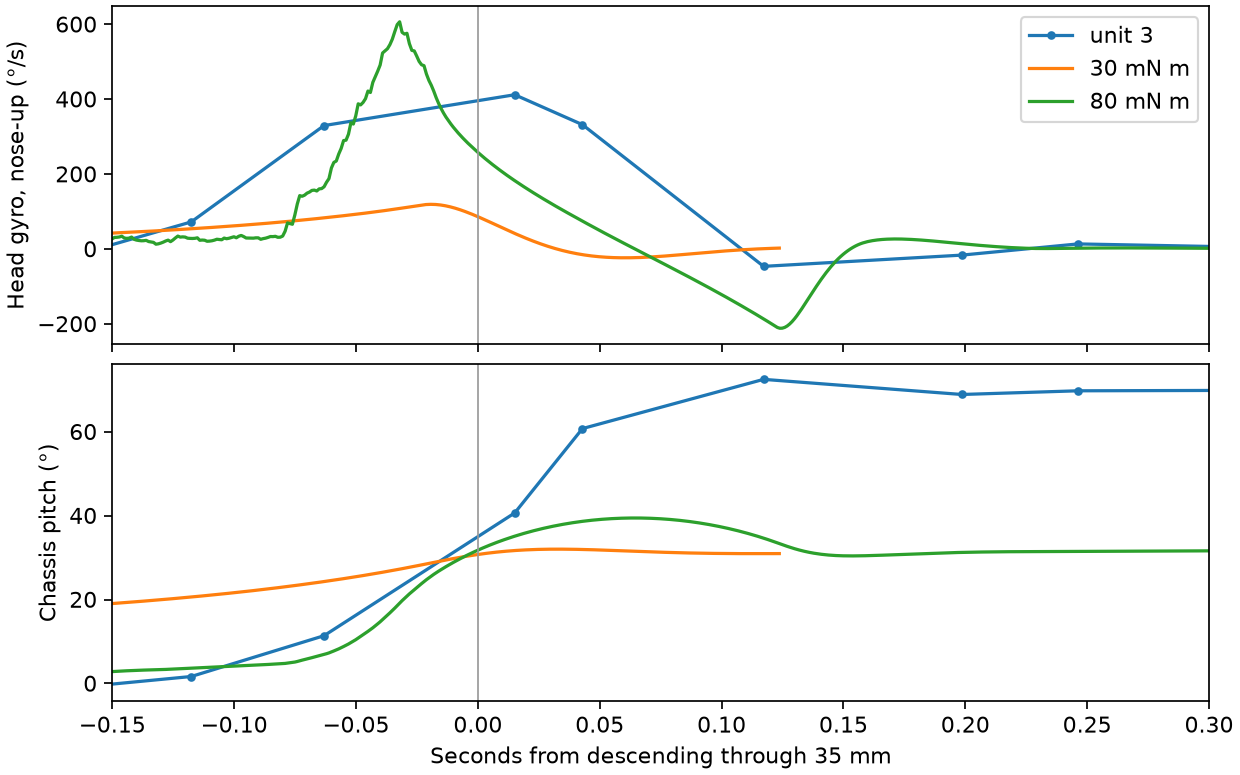 600
400
200
0
−200
Head gyro, nose-up (°/s)
unit 3
30 mN m
80 mN m
60
40
20
0
Chassis pitch (°)
−0.15 −0.10 −0.05 0.00 0.05 0.10 0.15 0.20 0.25 0.30
Seconds from descending through 35 mm